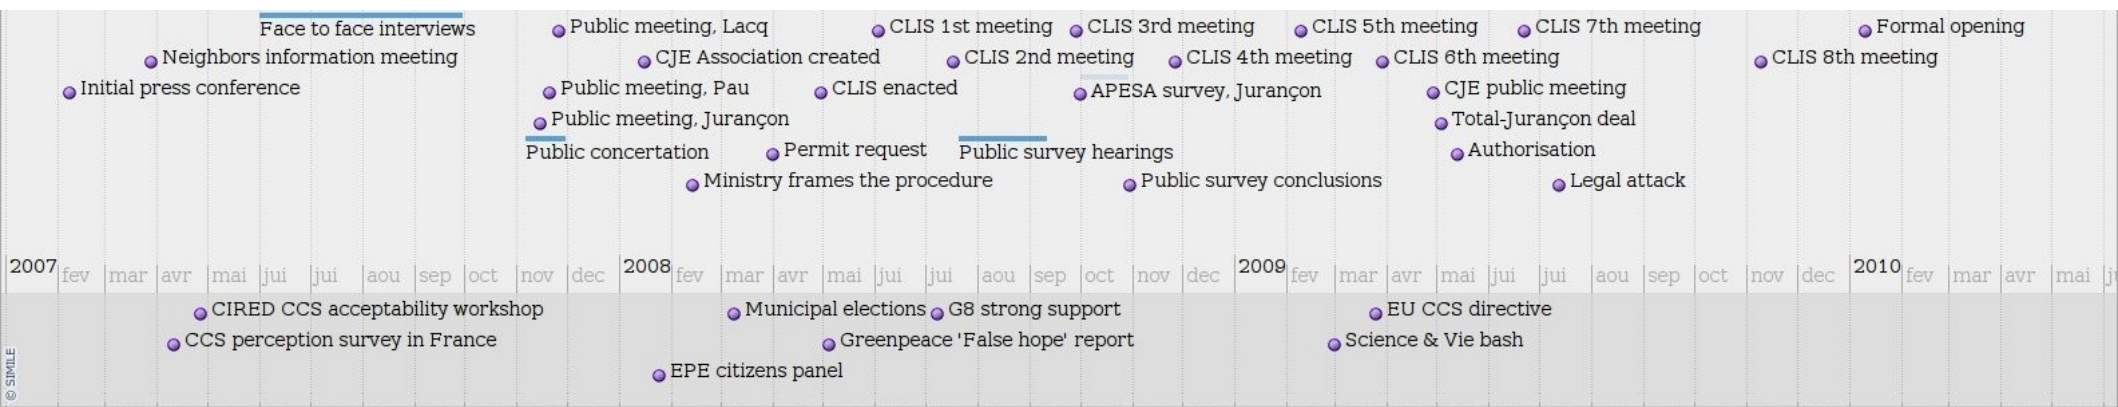 Face to face interviews
Public meeting, Lacq
CLIS 1st meeting
CLIS 3rd meeting
CLIS 5th meeting
CLIS 7th meeting
Formal opening
Neighbors information meeting
CJE Association created
CLIS 2nd meeting
CLIS 4th meeting
CLIS 6th meeting
CLIS 8th meeting
Initial press conference
Public meeting, Pau
CLIS enacted
APESA survey, Jurançon
CJE public meeting
Public meeting, Jurançon
Total-Jurançon deal
Public concertation
Permit request
Public survey hearings
Authorisation
Ministry frames the procedure
Public survey conclusions
Legal attack
2007 fev mar avr mai jui jui aou sep oct nov dec 2008 fev mar avr mai jui jui aou sep oct nov dec 2009 fev mar avr mai jui jui aou sep oct nov dec 2010 fev mar avr mai
CIRED CCS acceptability workshop
Municipal elections
G8 strong support
EU CCS directive
CCS perception survey in France
Greenpeace 'False hope' report
Science & Vie bash
EPE citizens panel
© SIMILE